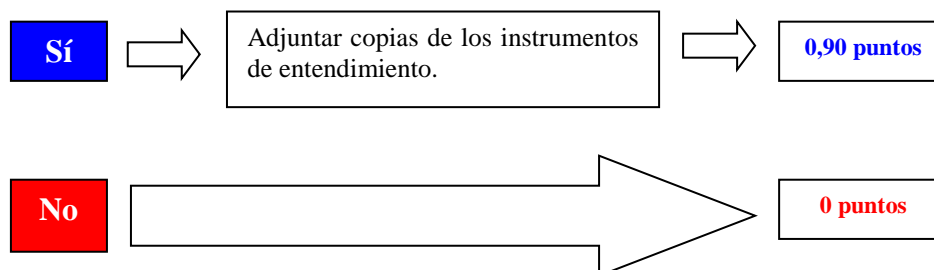 Sí
Adjuntar copias de los instrumentos
de entendimiento.
0,90 puntos
No
0 puntos